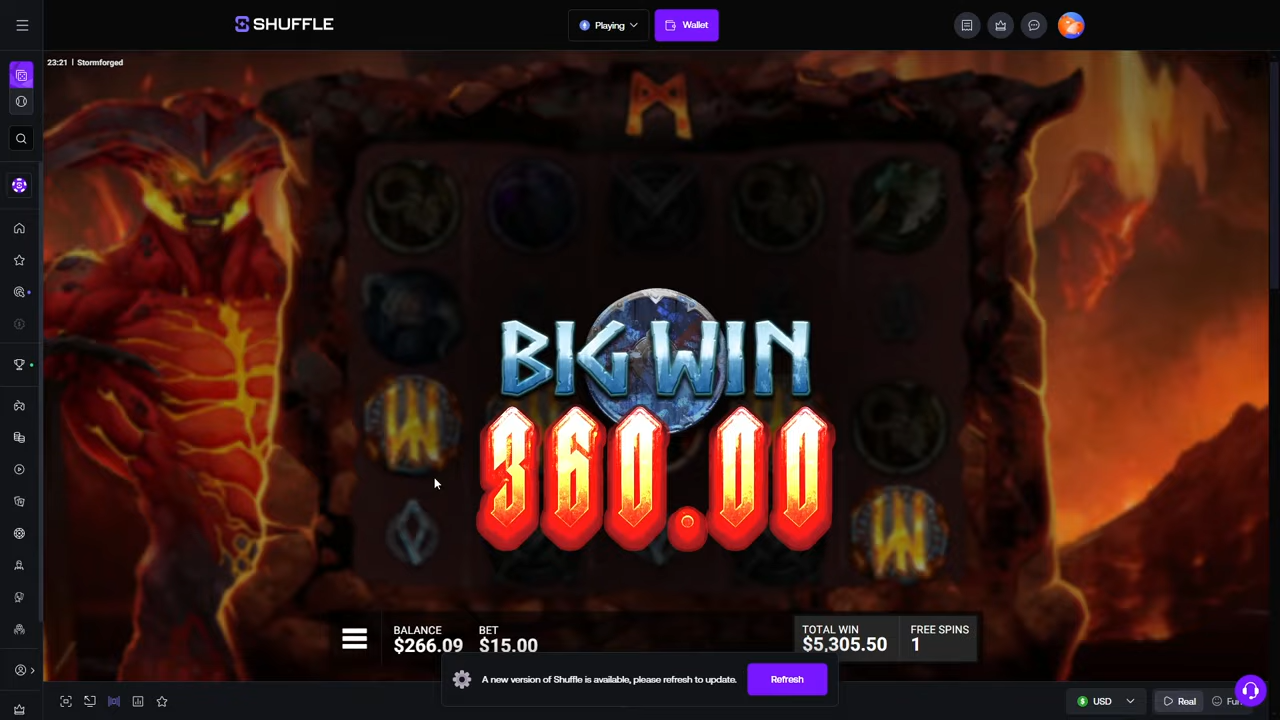 SHUFFLE
Playing
Wallet
23:21 | Stormforged
BIG WIN
360.00
BALANCE
$266.09
BET
$15.00
TOTAL WIN
$5,305.50
FREE SPINS
1
A new version of Shuffle is available, please refresh to update.
Refresh
USD
Real